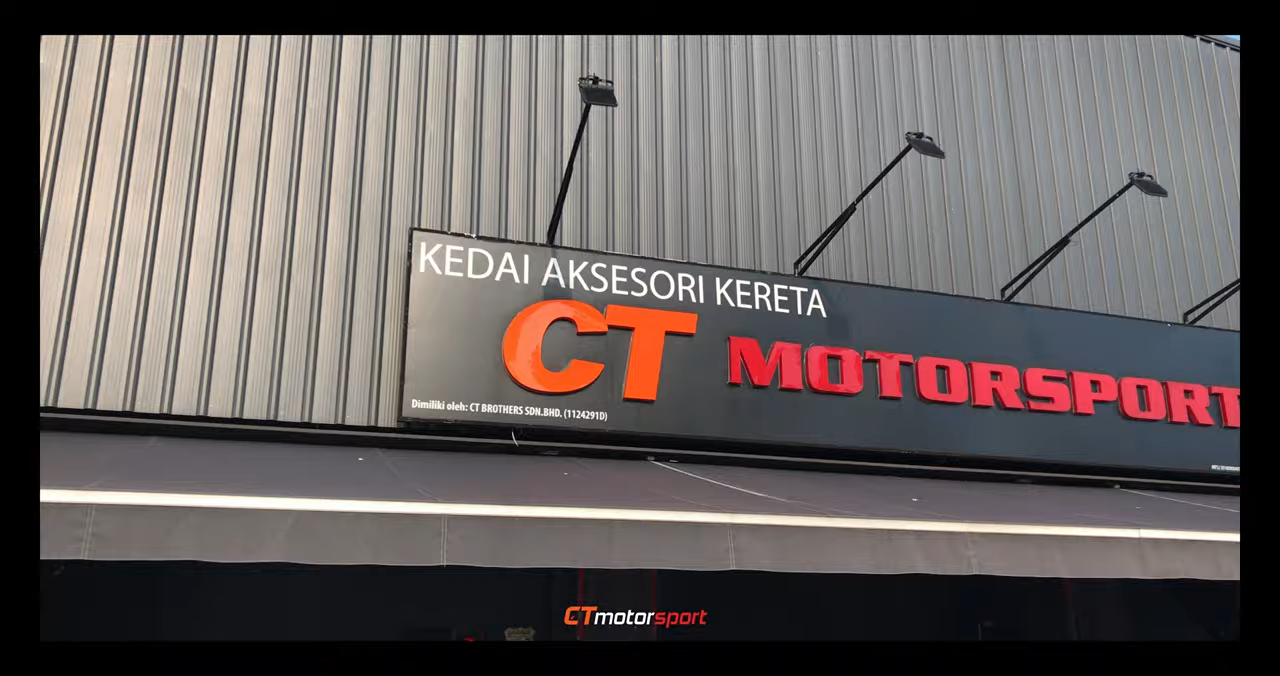 KEDAI AKSESORI KERETA
CT MOTORSPORT
Dimiliki oleh: CT BROTHERS SDN.BHD. (1124291D)
CTmotorsport